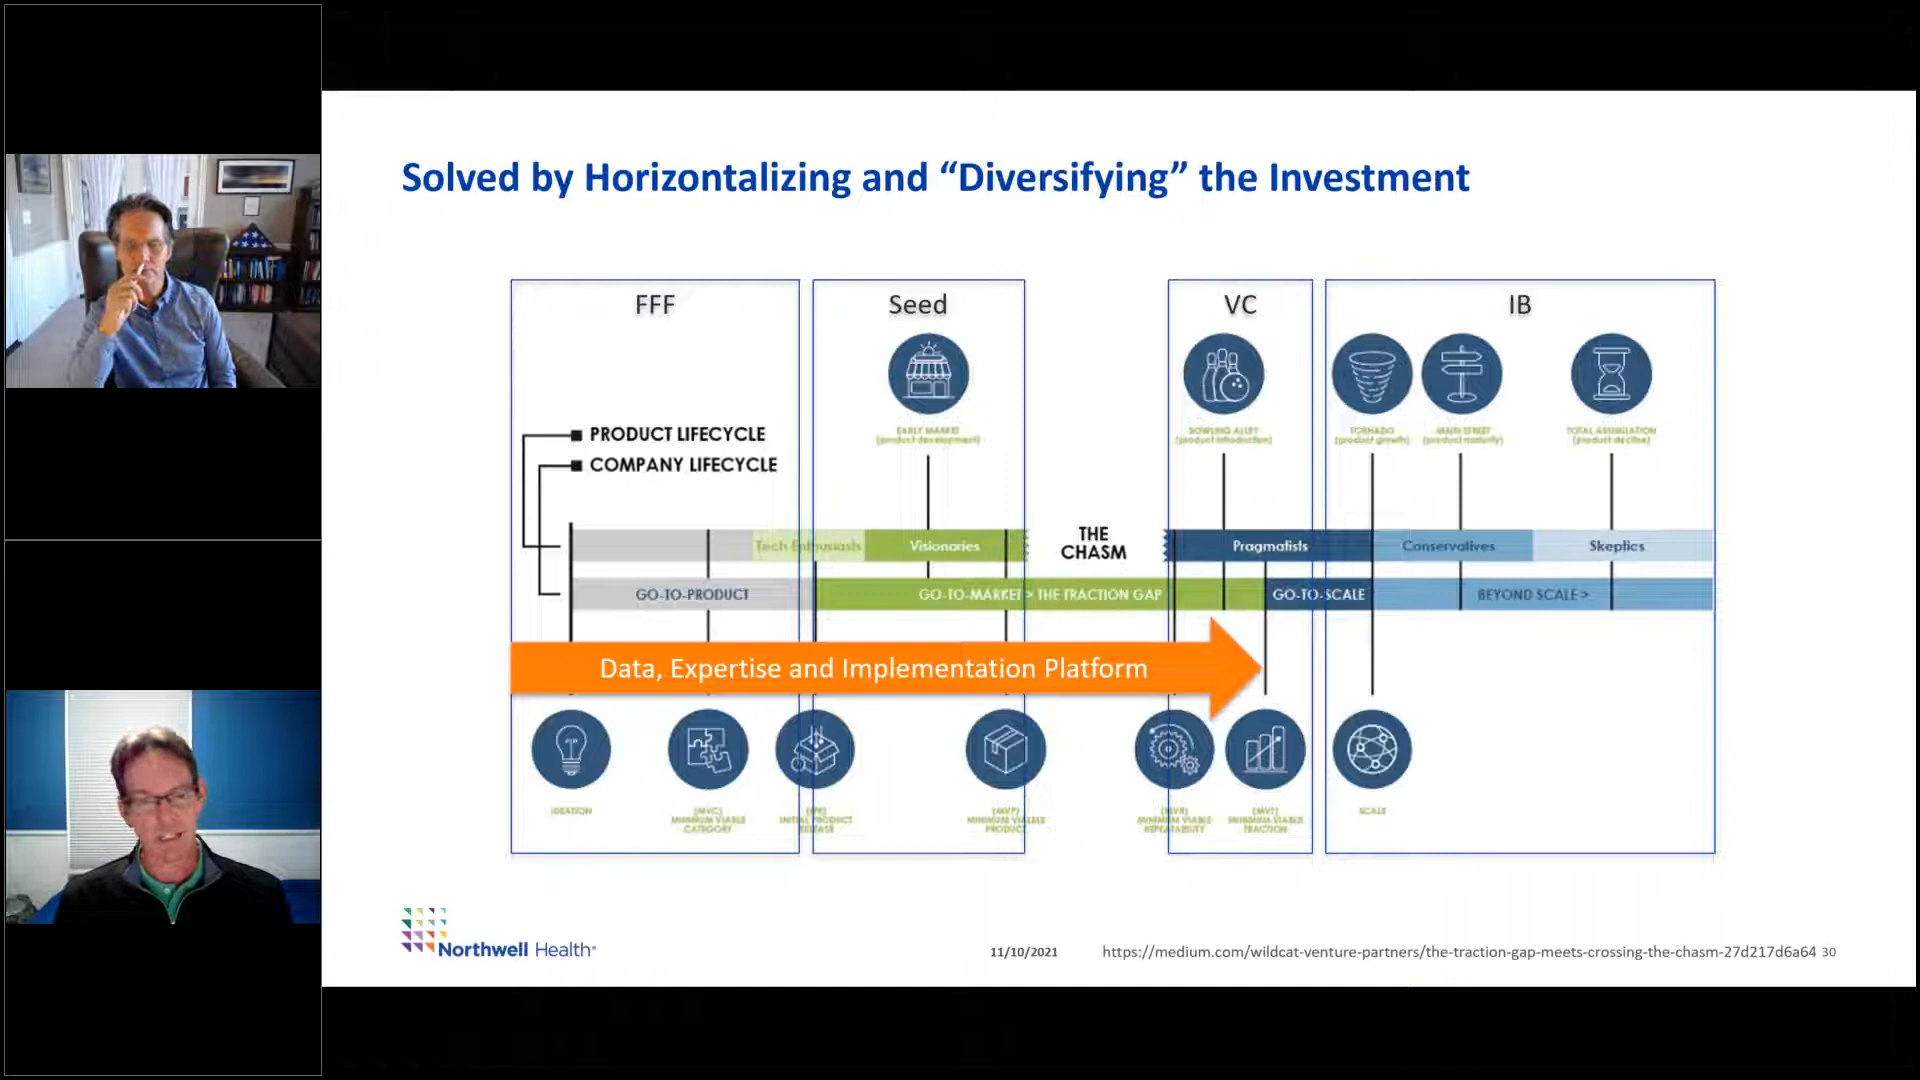 Solved by Horizontalizing and “Diversifying” the Investment
FFF
Seed
VC
IB
EARLY MARKET
(product development)
BOWLING ALLEY
(product introduction)
TORNADO
(product growth)
MAIN STREET
(product maturity)
TOTAL ASSIMILATION
(product decline)
PRODUCT LIFECYCLE
COMPANY LIFECYCLE
Tech Enthusiasts
Visionaries
THE
CHASM
Pragmatists
Conservatives
Skeptics
GO-TO-PRODUCT
GO-TO-MARKET > THE TRACTION GAP
GO-TO-SCALE
BEYOND SCALE >
Data, Expertise and Implementation Platform
IDEATION
(MVC)
MINIMUM VIABLE
CATEGORY
(IPR)
INITIAL PRODUCT
RELEASE
(MVP)
MINIMUM VIABLE
PRODUCT
(MVR)
MINIMUM VIABLE
REPEATABILITY
(MVT)
MINIMUM VIABLE
TRACTION
SCALE
Northwell Health®
11/10/2021
https://medium.com/wildcat-venture-partners/the-traction-gap-meets-crossing-the-chasm-27d217d6a64 30